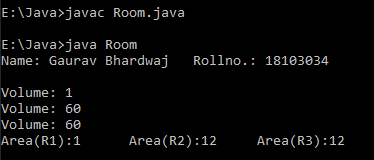 E:\Java>javac Room.java
E:\Java>java Room
Name: Gaurav Bhardwaj   Rollno.: 18103034
Volume: 1
Volume: 60
Volume: 60
Area(R1):1      Area(R2):12     Area(R3):12